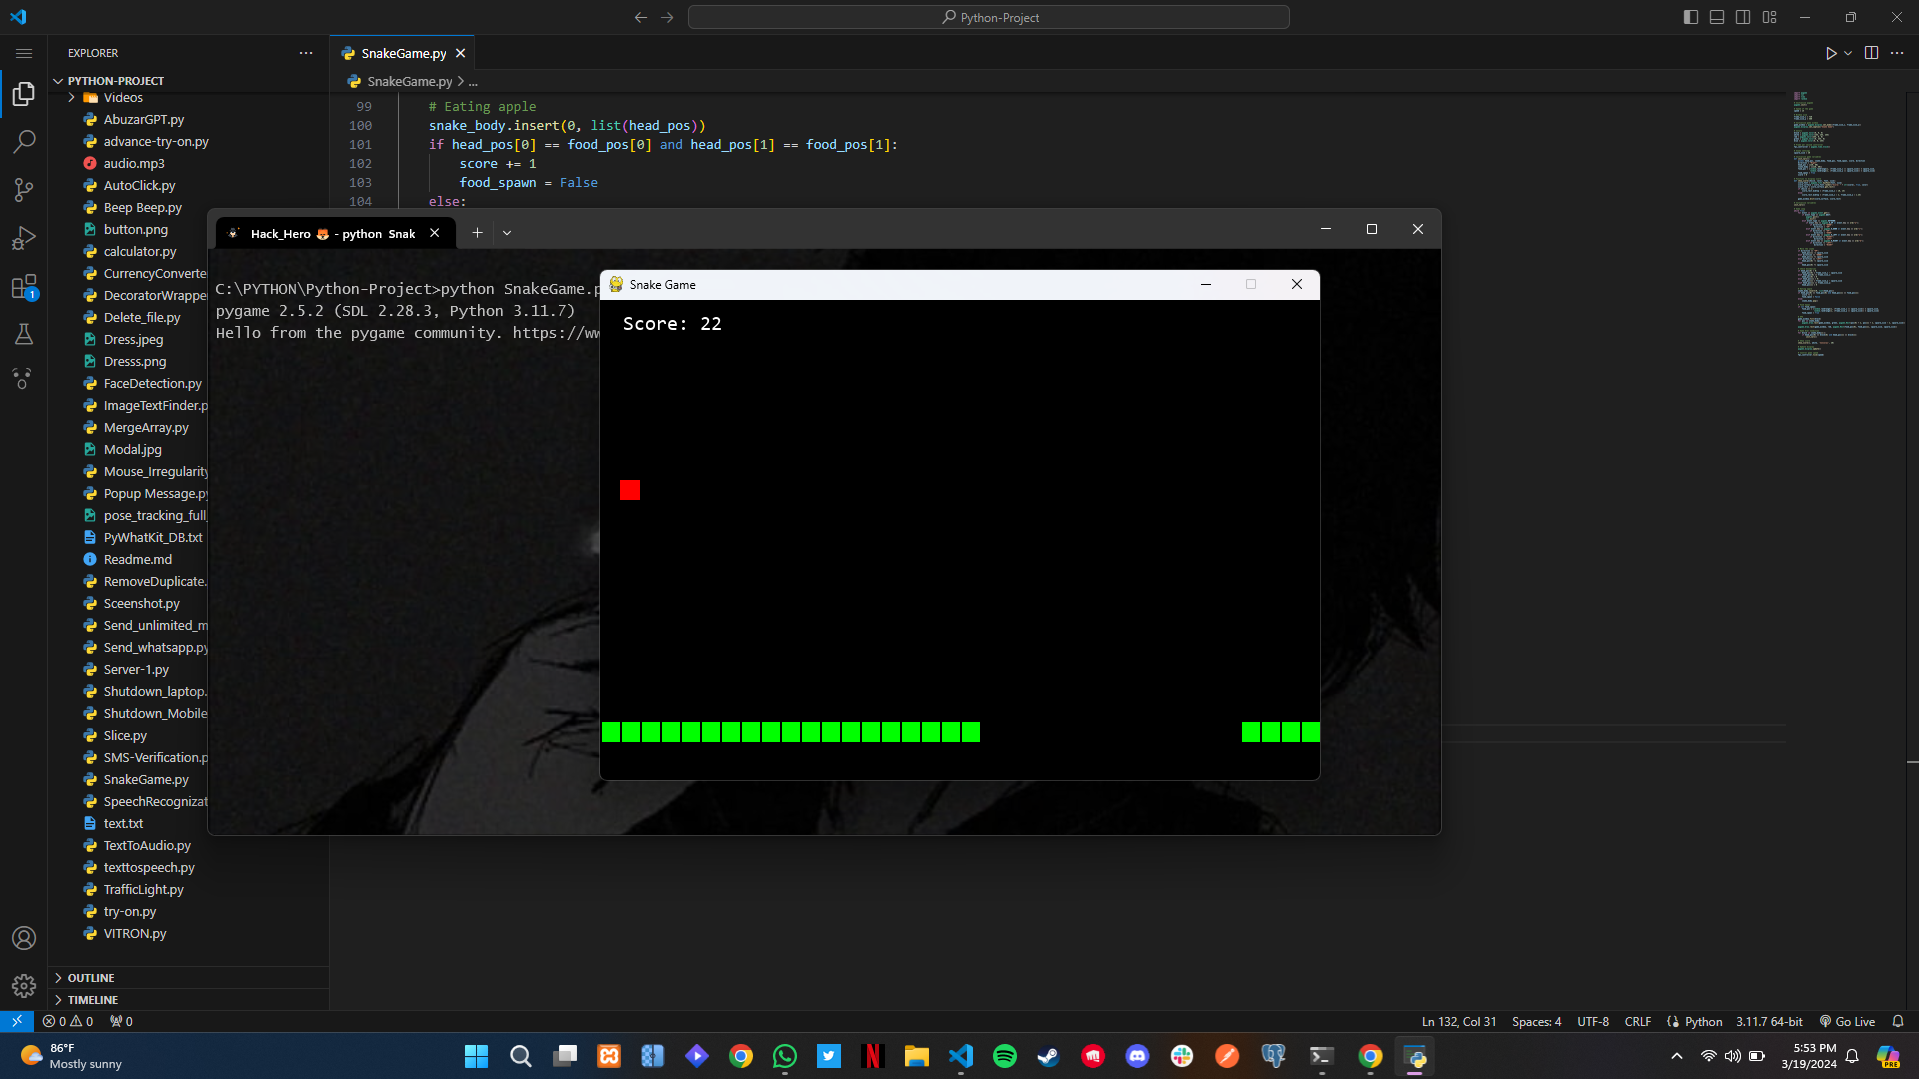 Python-Project
EXPLORER
SnakeGame.py
PYTHON-PROJECT
SnakeGame.py > ...
Videos
AbuzarGPT.py
advance-try-on.py
audio.mp3
AutoClick.py
Beep Beep.py
button.png
calculator.py
CurrencyConverte
DecoratorWrapper
Delete_file.py
Dress.jpeg
Dresss.png
FaceDetection.py
ImageTextFinder.p
MergeArray.py
Modal.jpg
Mouse_Irregularity
Popup Message.py
pose_tracking_full_
PyWhatKit_DB.txt
Readme.md
RemoveDuplicate.
Sceenshot.py
Send_unlimited_m
Send_whatsapp.py
Server-1.py
Shutdown_laptop.
Shutdown_Mobile
Slice.py
SMS-Verification.p
SnakeGame.py
SpeechRecognizat
text.txt
TextToAudio.py
texttospeech.py
TrafficLight.py
try-on.py
VITRON.py
OUTLINE
TIMELINE
99 # Eating apple
100 snake_body.insert(0, list(head_pos))
101 if head_pos[0] == food_pos[0] and head_pos[1] == food_pos[1]:
102 score += 1
103 food_spawn = False
104 else:
Hack_Hero 🦊 - python Snak
C:\PYTHON\Python-Project>python SnakeGame.p
pygame 2.5.2 (SDL 2.28.3, Python 3.11.7)
Hello from the pygame community. https://ww
Snake Game
Score: 22
1
0 0 0
Ln 132, Col 31 Spaces: 4 UTF-8 CRLF Python 3.11.7 64-bit Go Live
86°F
Mostly sunny
5:53 PM
3/19/2024
PRE